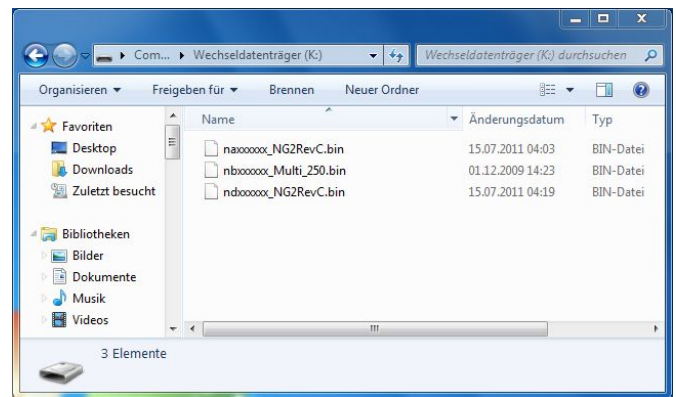 Com... ▸ Wechseldatenträger (K:)
Wechseldatenträger (K:) durchsuchen
Organisieren Freigeben für Brennen Neuer Ordner
Favoriten
Desktop
Downloads
Zuletzt besucht
Bibliotheken
Bilder
Dokumente
Musik
Videos
Name Änderungsdatum Typ
naxxxxxx_NG2RevC.bin 15.07.2011 04:03 BIN-Datei
nbxxxxxx_Multi_250.bin 01.12.2009 14:23 BIN-Datei
ndxxxxxx_NG2RevC.bin 15.07.2011 04:19 BIN-Datei
3 Elemente